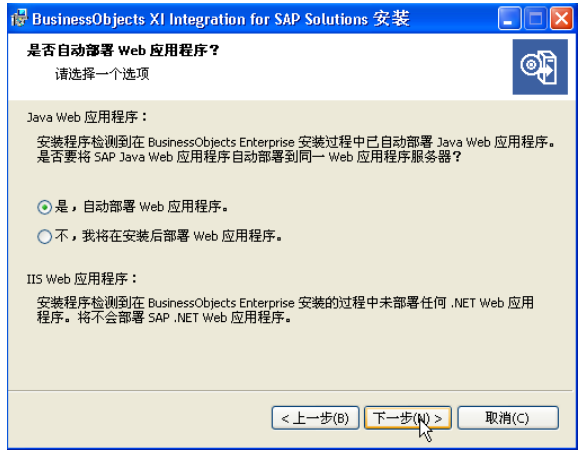 BusinessObjects XI Integration for SAP Solutions 安装
是否自动部署 Web 应用程序？
请选择一个选项
Java Web 应用程序：
安装程序检测到在 BusinessObjects Enterprise 安装过程中已自动部署 Java Web 应用程序。
是否要将 SAP Java Web 应用程序自动部署到同一 Web 应用程序服务器？
是，自动部署 Web 应用程序。
不，我将在安装后部署 Web 应用程序。
IIS Web 应用程序：
安装程序检测到在 BusinessObjects Enterprise 安装的过程中未部署任何 .NET Web 应用
程序。将不会部署 SAP .NET Web 应用程序。
<上一步(B) 下一步(N) > 取消(C)